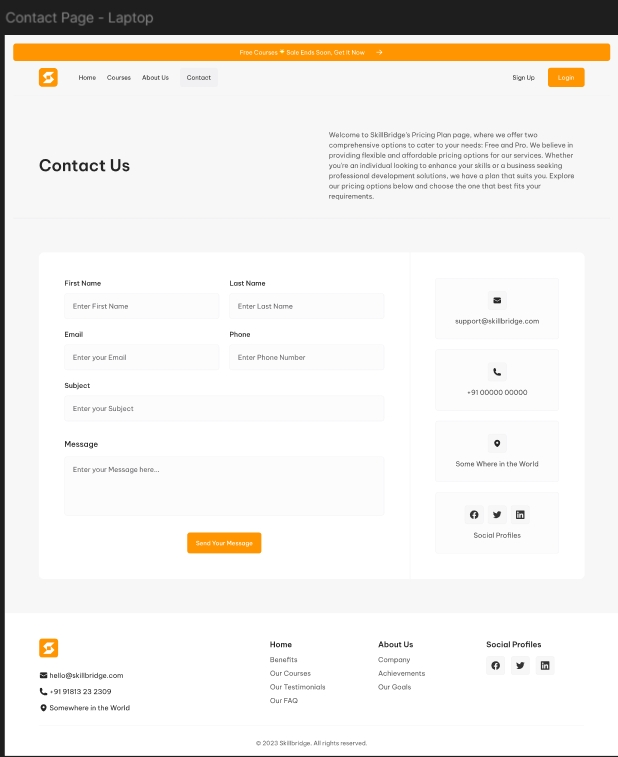 Contact Page - Laptop
Free Courses 🌟 Sale Ends Soon, Get It Now →
Home Courses About Us Contact Sign Up Login
Contact Us
Welcome to SkillBridge's Pricing Plan page, where we offer two
comprehensive options to cater to your needs: Free and Pro. We believe in
providing flexible and affordable pricing options for our services. Whether
you're an individual looking to enhance your skills or a business seeking
professional development solutions, we have a plan that suits you. Explore
our pricing options below and choose the one that best fits your
requirements.
First Name Last Name
Enter First Name Enter Last Name
Email Phone
Enter your Email Enter Phone Number
Subject
Enter your Subject
Message
Enter your Message here...
Send Your Message
support@skillbridge.com
+91 00000 00000
Some Where in the World
Social Profiles
hello@skillbridge.com
+91 91813 23 2309
Somewhere in the World
Home
Benefits
Our Courses
Our Testimonials
Our FAQ
About Us
Company
Achievements
Our Goals
Social Profiles
© 2023 Skillbridge. All rights reserved.